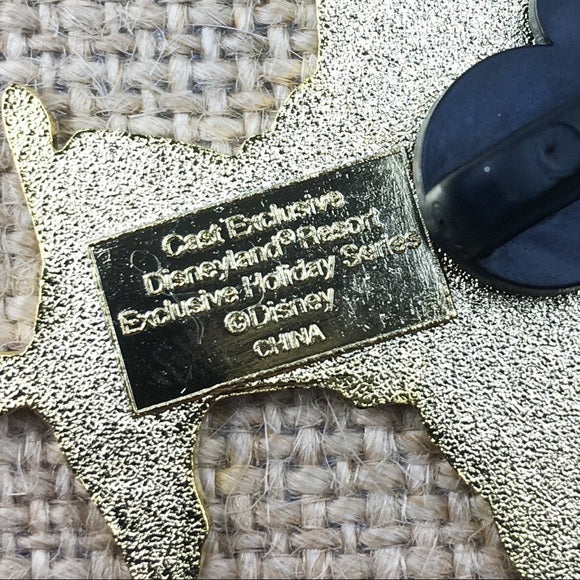 Cast Exclusive
Disneyland® Resort
Exclusive Holiday Series
©Disney
CHINA